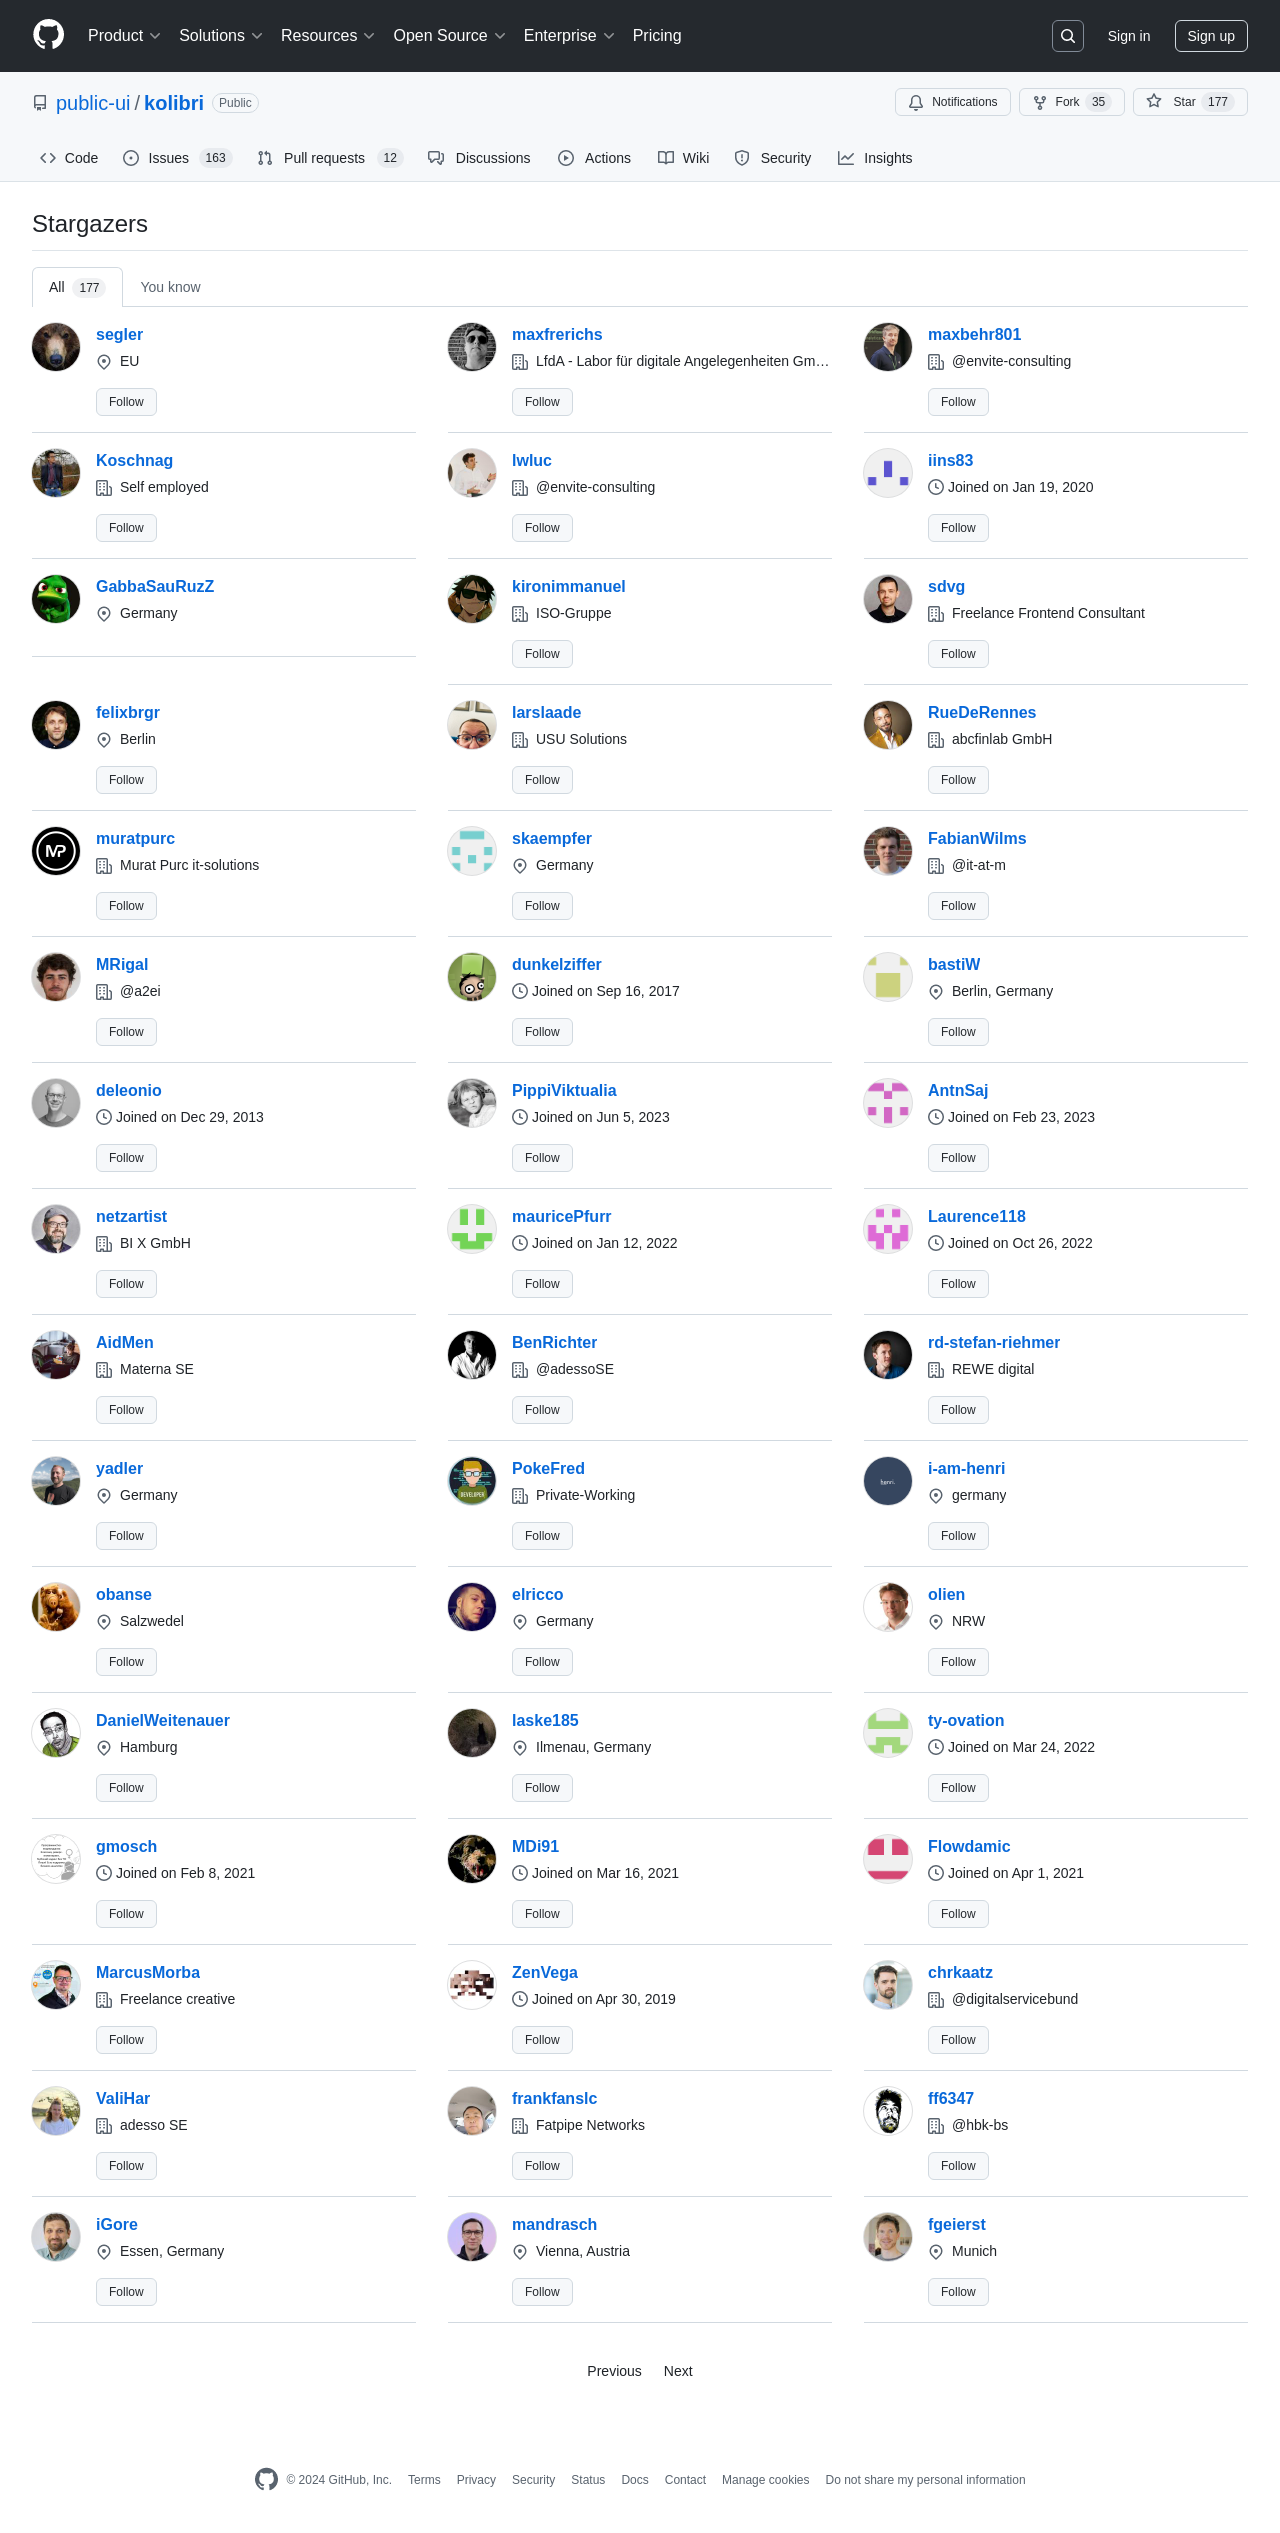 Product Solutions Resources Open Source Enterprise Pricing Sign in Sign up
public-ui / kolibri Public Notifications Fork 35 Star 177
Code Issues 163 Pull requests 12 Discussions Actions Wiki Security Insights
Stargazers
All 177 You know
segler maxfrerichs maxbehr801
EU LfdA - Labor für digitale Angelegenheiten Gm… @envite-consulting
Follow Follow Follow
Koschnag lwluc iins83
Self employed @envite-consulting Joined on Jan 19, 2020
Follow Follow Follow
GabbaSauRuzZ kironimmanuel sdvg
Germany ISO-Gruppe Freelance Frontend Consultant
Follow Follow
felixbrgr larslaade RueDeRennes
Berlin USU Solutions abcfinlab GmbH
Follow Follow Follow
muratpurc skaempfer FabianWilms
Murat Purc it-solutions Germany @it-at-m
Follow Follow Follow
MRigal dunkelziffer bastiW
@a2ei Joined on Sep 16, 2017 Berlin, Germany
Follow Follow Follow
deleonio PippiViktualia AntnSaj
Joined on Dec 29, 2013 Joined on Jun 5, 2023 Joined on Feb 23, 2023
Follow Follow Follow
netzartist mauricePfurr Laurence118
BI X GmbH Joined on Jan 12, 2022 Joined on Oct 26, 2022
Follow Follow Follow
AidMen BenRichter rd-stefan-riehmer
Materna SE @adessoSE REWE digital
Follow Follow Follow
yadler PokeFred i-am-henri
Germany Private-Working germany
Follow Follow Follow
obanse elricco olien
Salzwedel Germany NRW
Follow Follow Follow
DanielWeitenauer laske185 ty-ovation
Hamburg Ilmenau, Germany Joined on Mar 24, 2022
Follow Follow Follow
gmosch MDi91 Flowdamic
Joined on Feb 8, 2021 Joined on Mar 16, 2021 Joined on Apr 1, 2021
Follow Follow Follow
MarcusMorba ZenVega chrkaatz
Freelance creative Joined on Apr 30, 2019 @digitalservicebund
Follow Follow Follow
ValiHar frankfanslc ff6347
adesso SE Fatpipe Networks @hbk-bs
Follow Follow Follow
iGore mandrasch fgeierst
Essen, Germany Vienna, Austria Munich
Follow Follow Follow
Previous Next
© 2024 GitHub, Inc. Terms Privacy Security Status Docs Contact Manage cookies Do not share my personal information